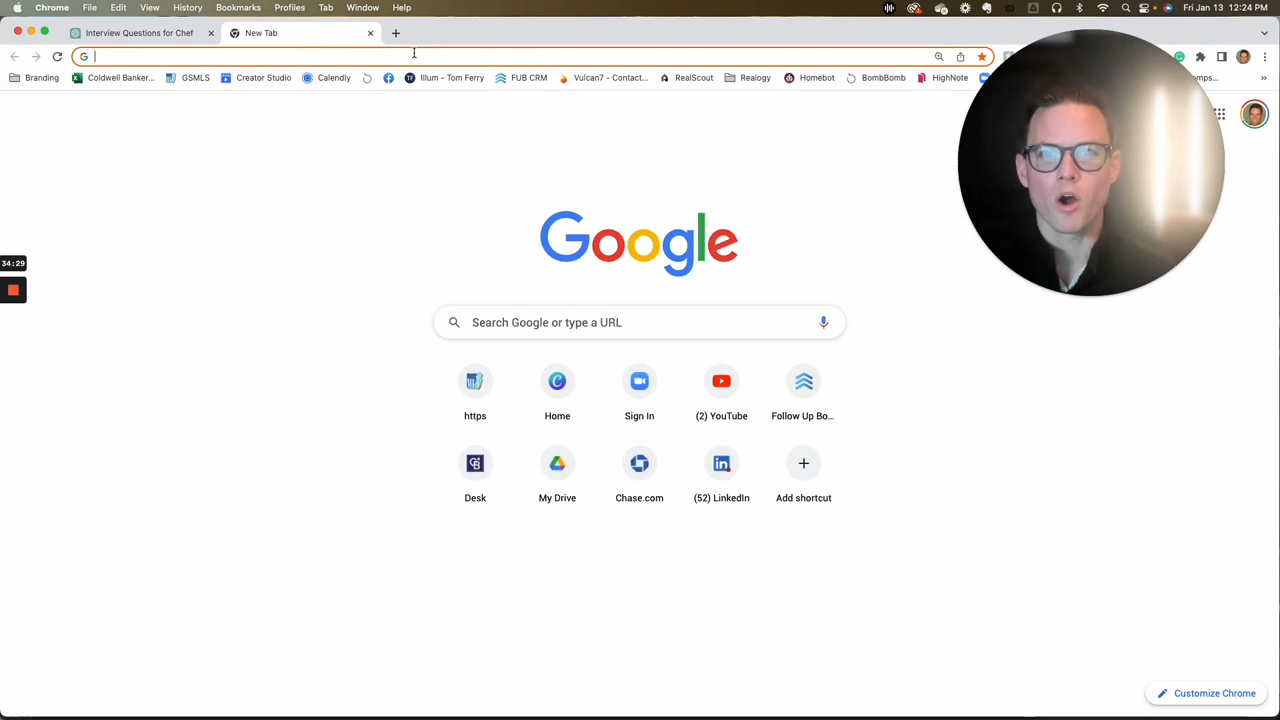 Chrome File Edit View History Bookmarks Profiles Tab Window Help Fri Jan 13 12:24 PM
Interview Questions for Chef New Tab
Branding Coldwell Banker... GSMLS Creator Studio Calendly Illum - Tom Ferry FUB CRM Vulcan7 - Contact... RealScout Realogy Homebot BombBomb HighNote
Google
34:29
Search Google or type a URL
https Home Sign In (2) YouTube Follow Up Bo...
Desk My Drive Chase.com (52) LinkedIn Add shortcut
Customize Chrome